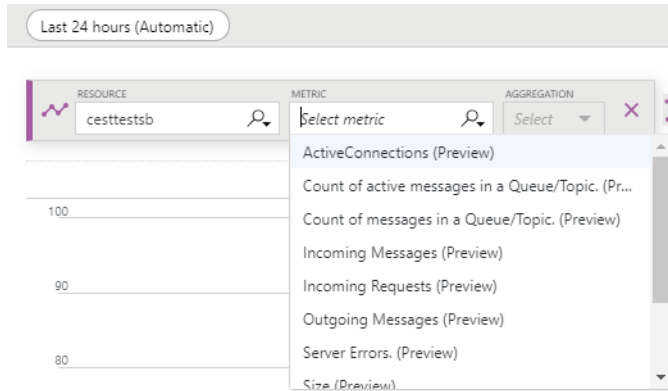 Last 24 hours (Automatic)
RESOURCE METRIC AGGREGATION
cesttestsb Select metric Select
ActiveConnections (Preview)
Count of active messages in a Queue/Topic. (Pr...
100 Count of messages in a Queue/Topic. (Preview)
Incoming Messages (Preview)
90 Incoming Requests (Preview)
Outgoing Messages (Preview)
80 Server Errors. (Preview)
Size (Preview)